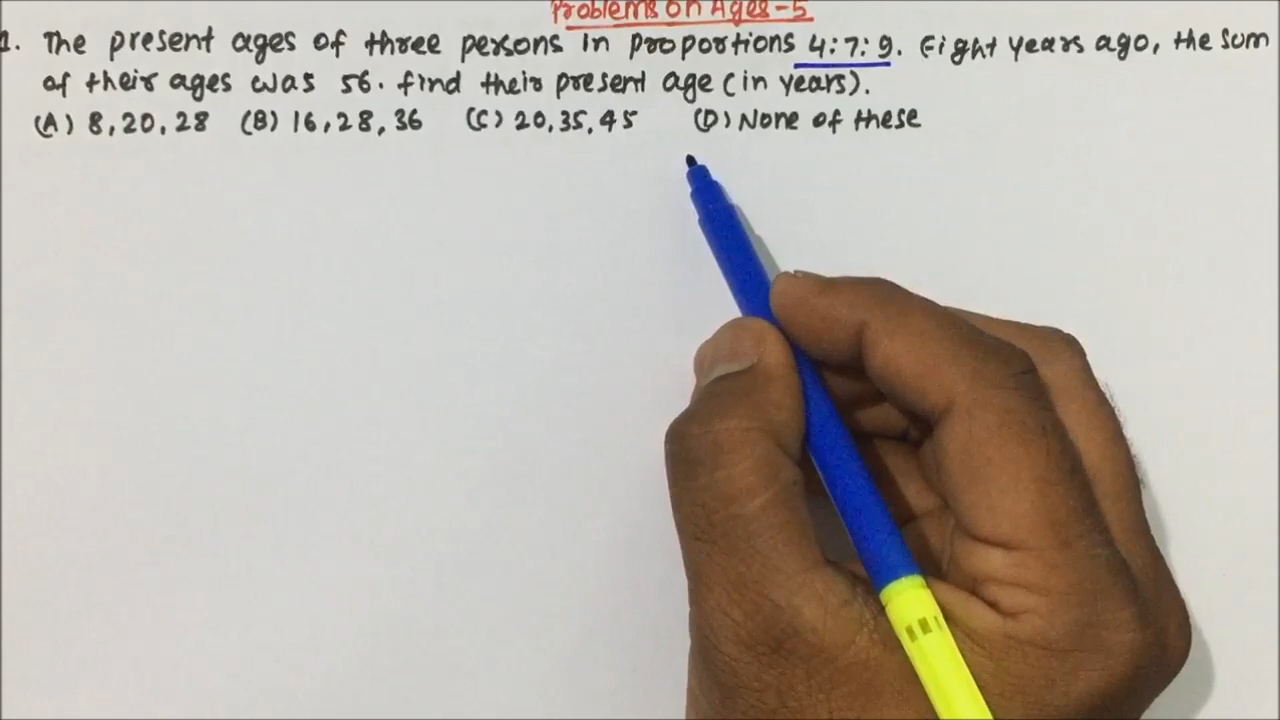 Problems on Ages-5
1. The present ages of three persons in proportions 4:7:9. Eight years ago, the sum
of their ages was 56. find their present age (in years).
(A) 8,20,28 (B) 16,28,36 (C) 20,35,45 (D) None of these